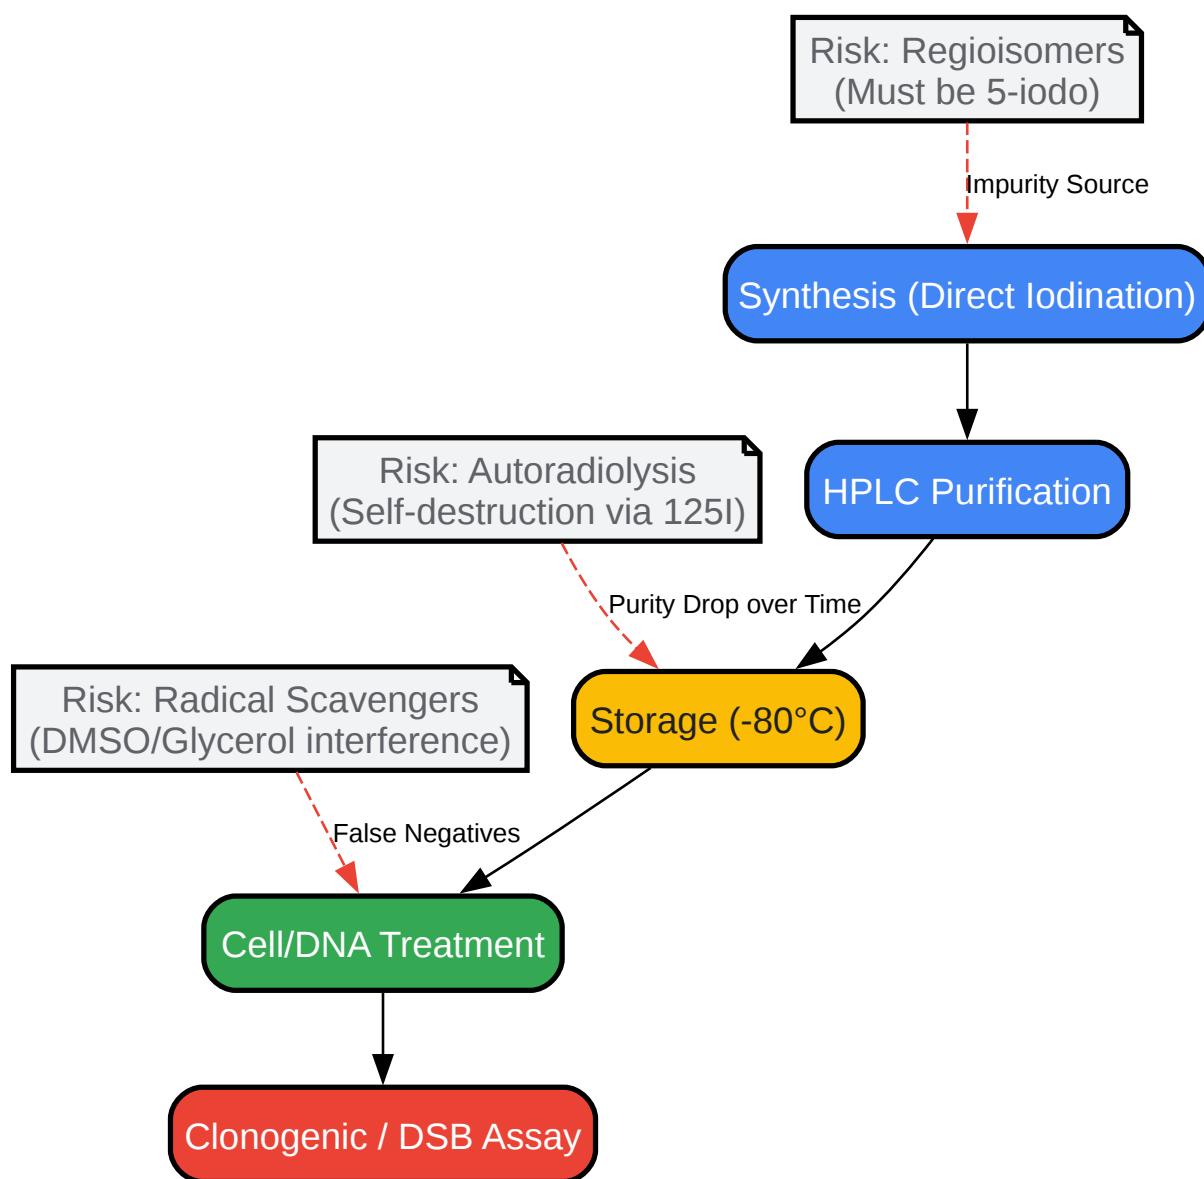 Risk: Regioisomers
(Must be 5-iodo)
Impurity Source
Synthesis (Direct Iodination)
Risk: Autoradiolysis
(Self-destruction via 125I)
HPLC Purification
Purity Drop over Time
Risk: Radical Scavengers
(DMSO/Glycerol interference)
Storage (-80°C)
False Negatives
Cell/DNA Treatment
Clonogenic / DSB Assay